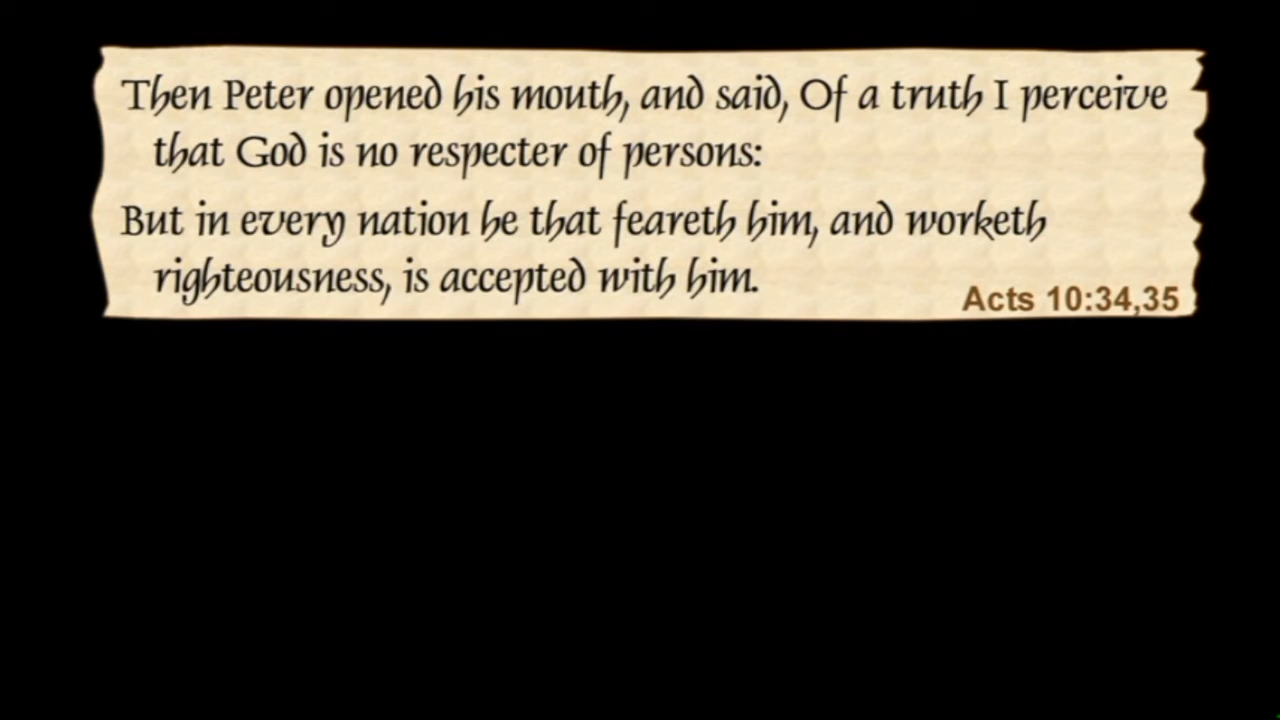 Then Peter opened his mouth, and said, Of a truth I perceive
that God is no respecter of persons:
But in every nation he that feareth him, and worketh
righteousness, is accepted with him.
Acts 10:34,35